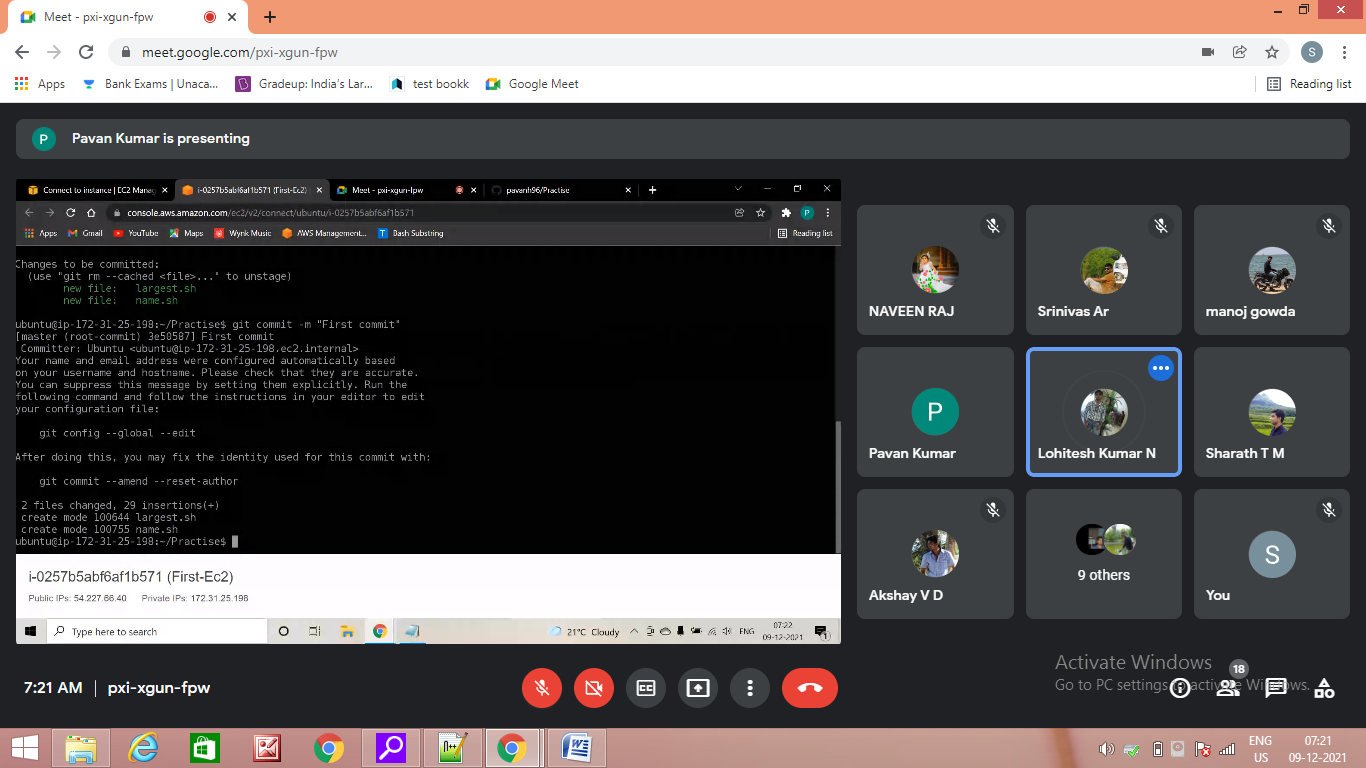 Meet - pxi-xgun-fpw
meet.google.com/pxi-xgun-fpw
S
Apps
Bank Exams | Unaca...
Gradeup: India's Lar...
test bookk
Google Meet
Reading list
P
Pavan Kumar is presenting
Connect to instance | EC2 Manag
i-0257b5abf6af1b571 (First-Ec2)
Meet - pxi-xgun-fpw
pavanh96/Practise
console.aws.amazon.com/ec2/v2/connect/ubuntu/i-0257b5abf6af1b571
P
Apps
Gmail
YouTube
Maps
Wynk Music
AWS Management...
T
Bash Substring
Reading list
Changes to be committed:
(use "git rm --cached <file>..." to unstage)
new file:   largest.sh
new file:   name.sh
ubuntu@ip-172-31-25-198:~/Practise$ git commit -m "First commit"
[master (root-commit) 3e50587] First commit
Committer: Ubuntu <ubuntu@ip-172-31-25-198.ec2.internal>
Your name and email address were configured automatically based
on your username and hostname. Please check that they are accurate.
You can suppress this message by setting them explicitly. Run the
following command and follow the instructions in your editor to edit
your configuration file:
git config --global --edit
After doing this, you may fix the identity used for this commit with:
git commit --amend --reset-author
2 files changed, 29 insertions(+)
create mode 100644 largest.sh
create mode 100755 name.sh
ubuntu@ip-172-31-25-198:~/Practise$
i-0257b5abf6af1b571 (First-Ec2)
Public IPs: 54.227.66.40   Private IPs: 172.31.25.198
Type here to search
21°C Cloudy
ENG
07:22
09-12-2021
1
NAVEEN RAJ
Srinivas Ar
manoj gowda
P
Pavan Kumar
Lohitesh Kumar N
Sharath T M
Akshay V D
9 others
S
You
7:21 AM | pxi-xgun-fpw
CC
18
Activate Windows
Go to PC settings to activate Windows.
N++
W
ENG
US
07:21
09-12-2021